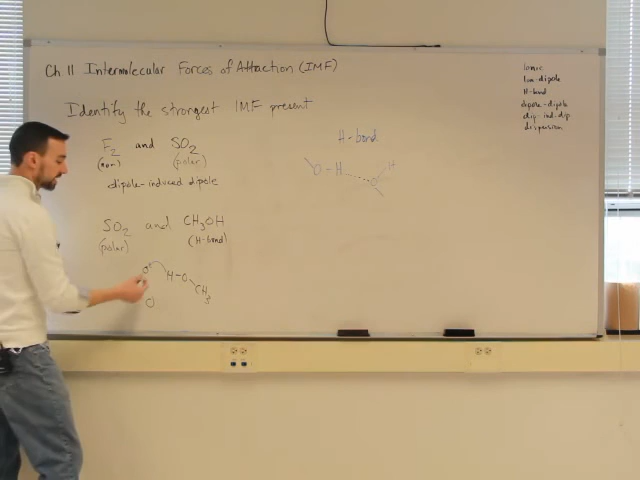 Ch 11 Intermolecular Forces of Attraction (IMF)
Identify the strongest IMF present
F2 and SO2
(non) (polar)
dipole-induced dipole
SO2 and CH3OH
(polar) (H-bond)
O H-O
CH3
O
H-bond
O-H O H
Ionic
Ion-dipole
H-bond
dipole-dipole
dip-ind-dip
dispersion